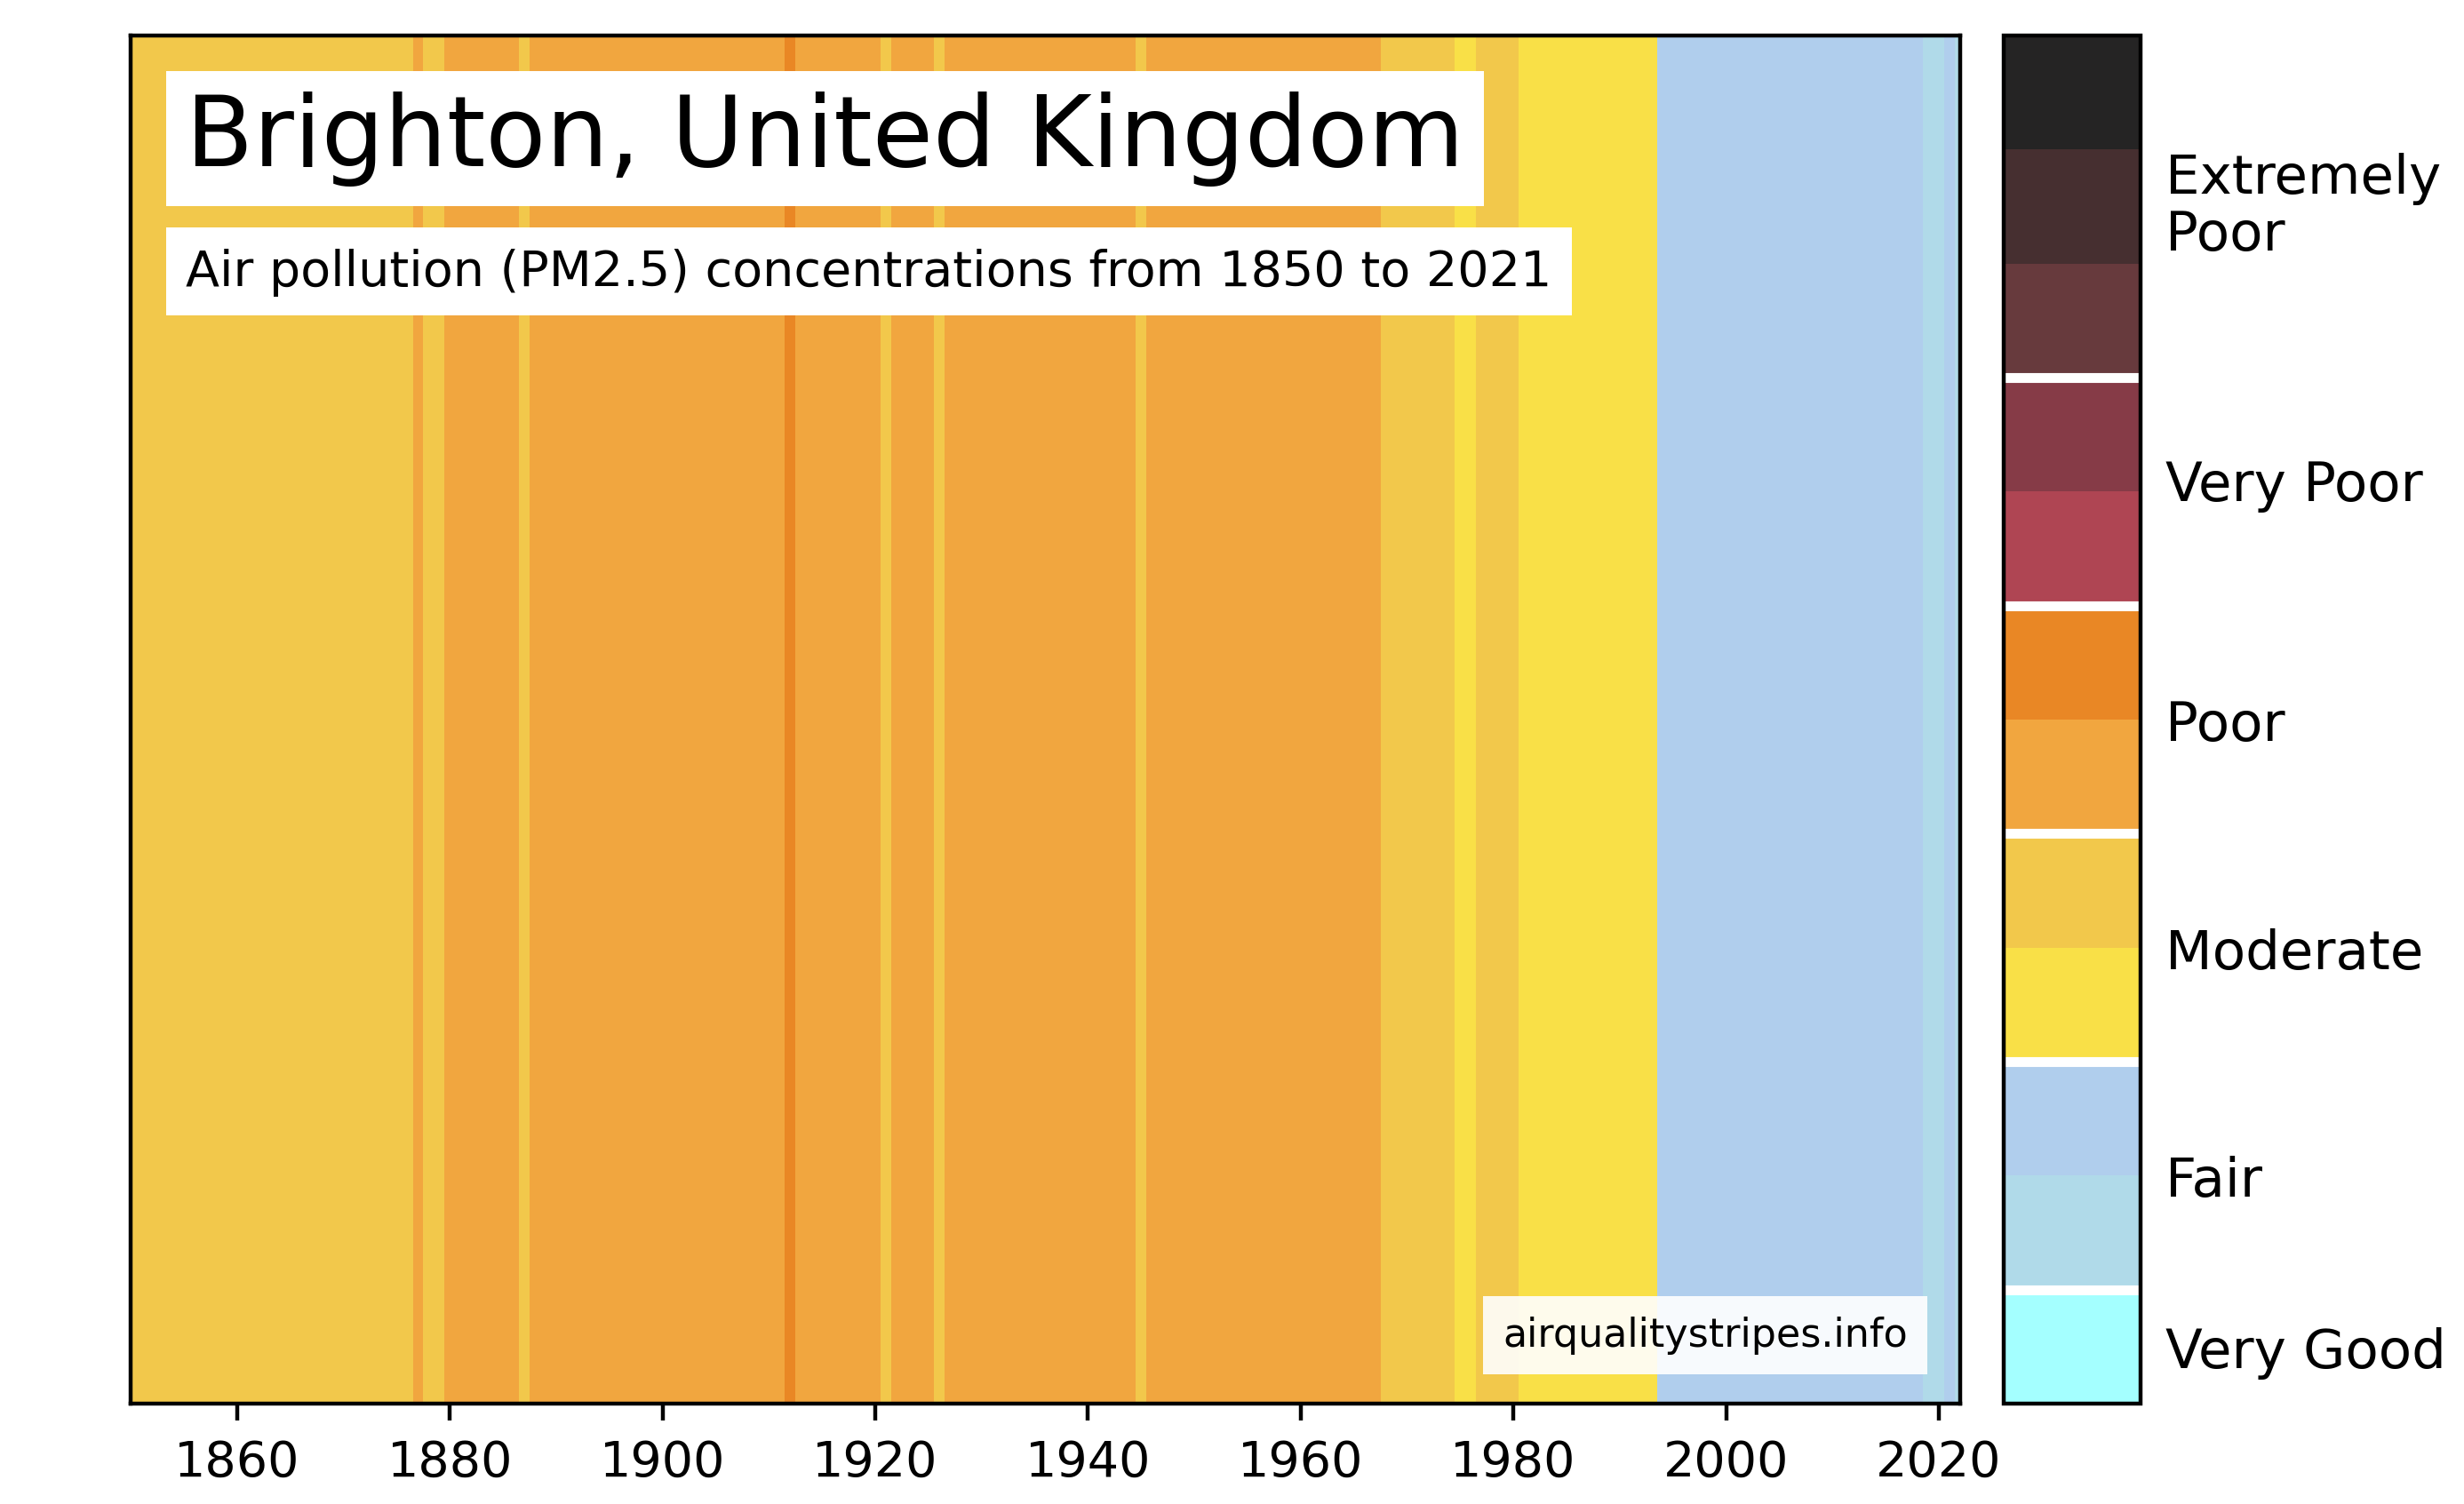 Brighton, United Kingdom
Air pollution (PM2.5) concentrations from 1850 to 2021
airqualitystripes.info
1860 1880 1900 1920 1940 1960 1980 2000 2020
Extremely
Poor
Very Poor
Poor
Moderate
Fair
Very Good